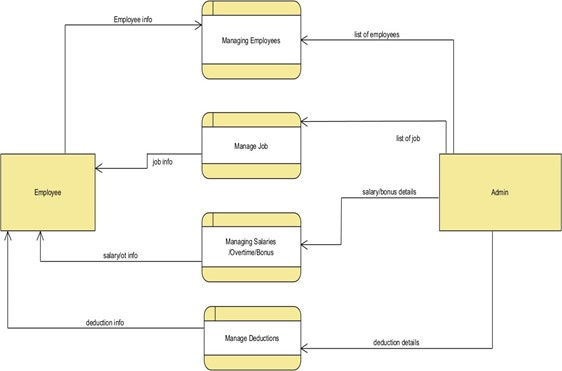 Employee info
Managing Employees
list of employees
Manage Job
list of job
job info
Employee
Admin
salary/bonus details
Managing Salaries
/Overtime/Bonus
salary/ot info
deduction info
Manage Deductions
deduction details